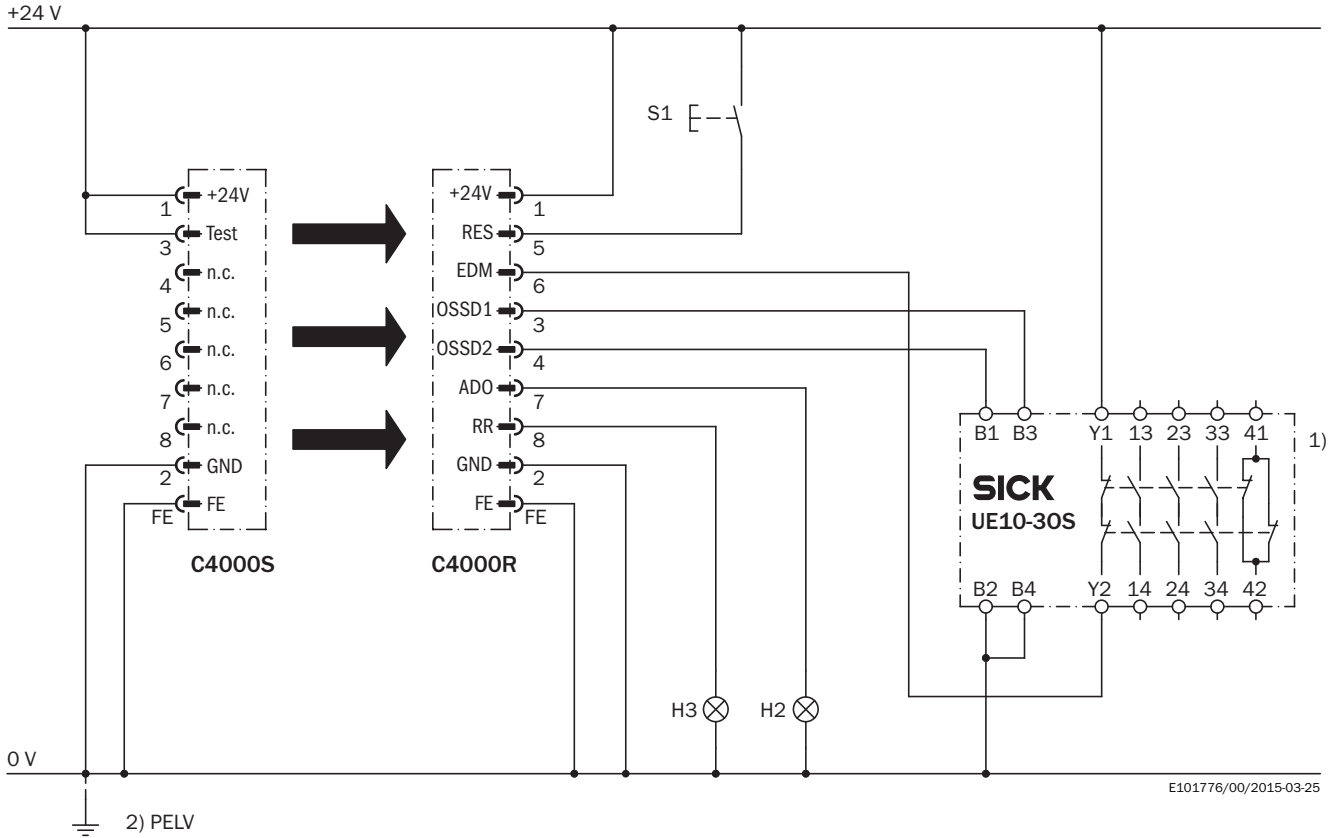 +24 V
S1
+24V
1
Test
3
n.c.
4
n.c.
5
n.c.
6
n.c.
7
n.c.
8
GND
2
FE
FE
C4000S
+24V
1
RES
5
EDM
6
OSSD1
3
OSSD2
4
ADO
7
RR
8
GND
2
FE
FE
C4000R
B1 B3 Y1 13 23 33 41
1)
SICK
UE10-30S
B2 B4 Y2 14 24 34 42
H3
H2
0 V
E101776/00/2015-03-25
2) PELV